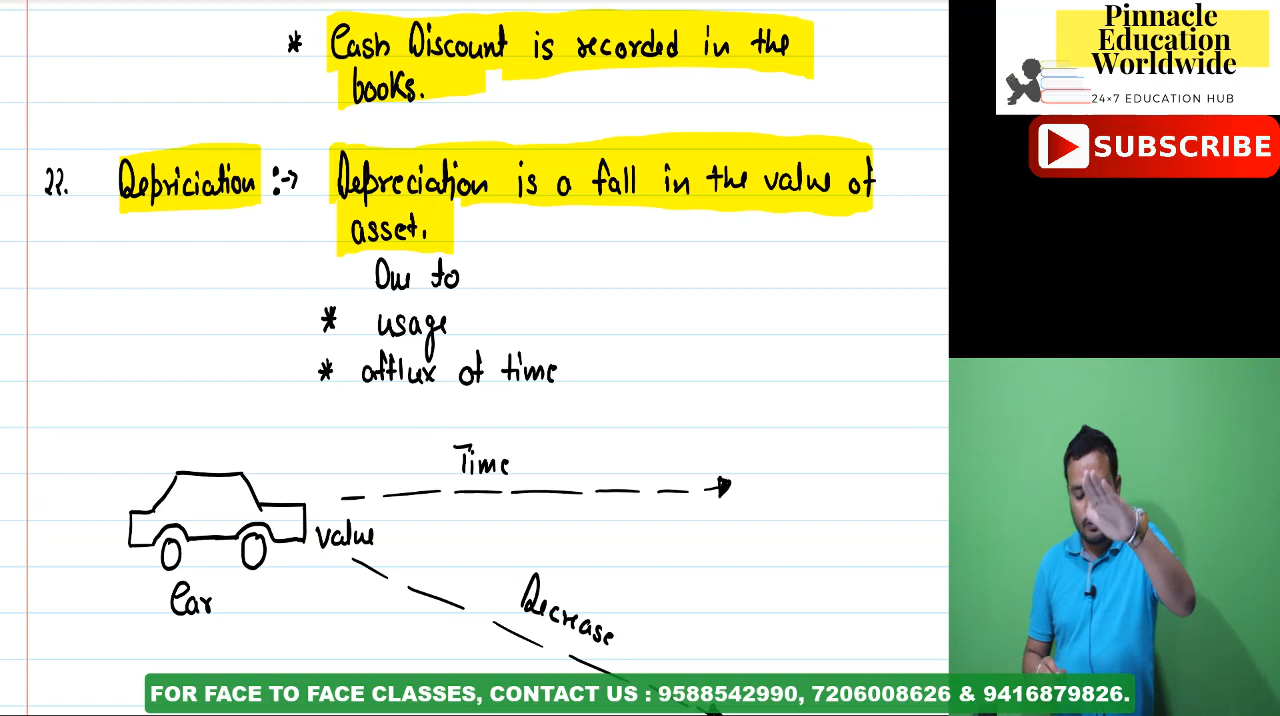 * Cash Discount is recorded in the
books.
22. Depriciation :→ Depreciation is a fall in the value of
asset.
Due to
* usage
* afflux of time
Time
value
Car
Decrease
Pinnacle
Education
Worldwide
24×7 EDUCATION HUB
SUBSCRIBE
FOR FACE TO FACE CLASSES, CONTACT US : 9588542990, 7206008626 & 9416879826.